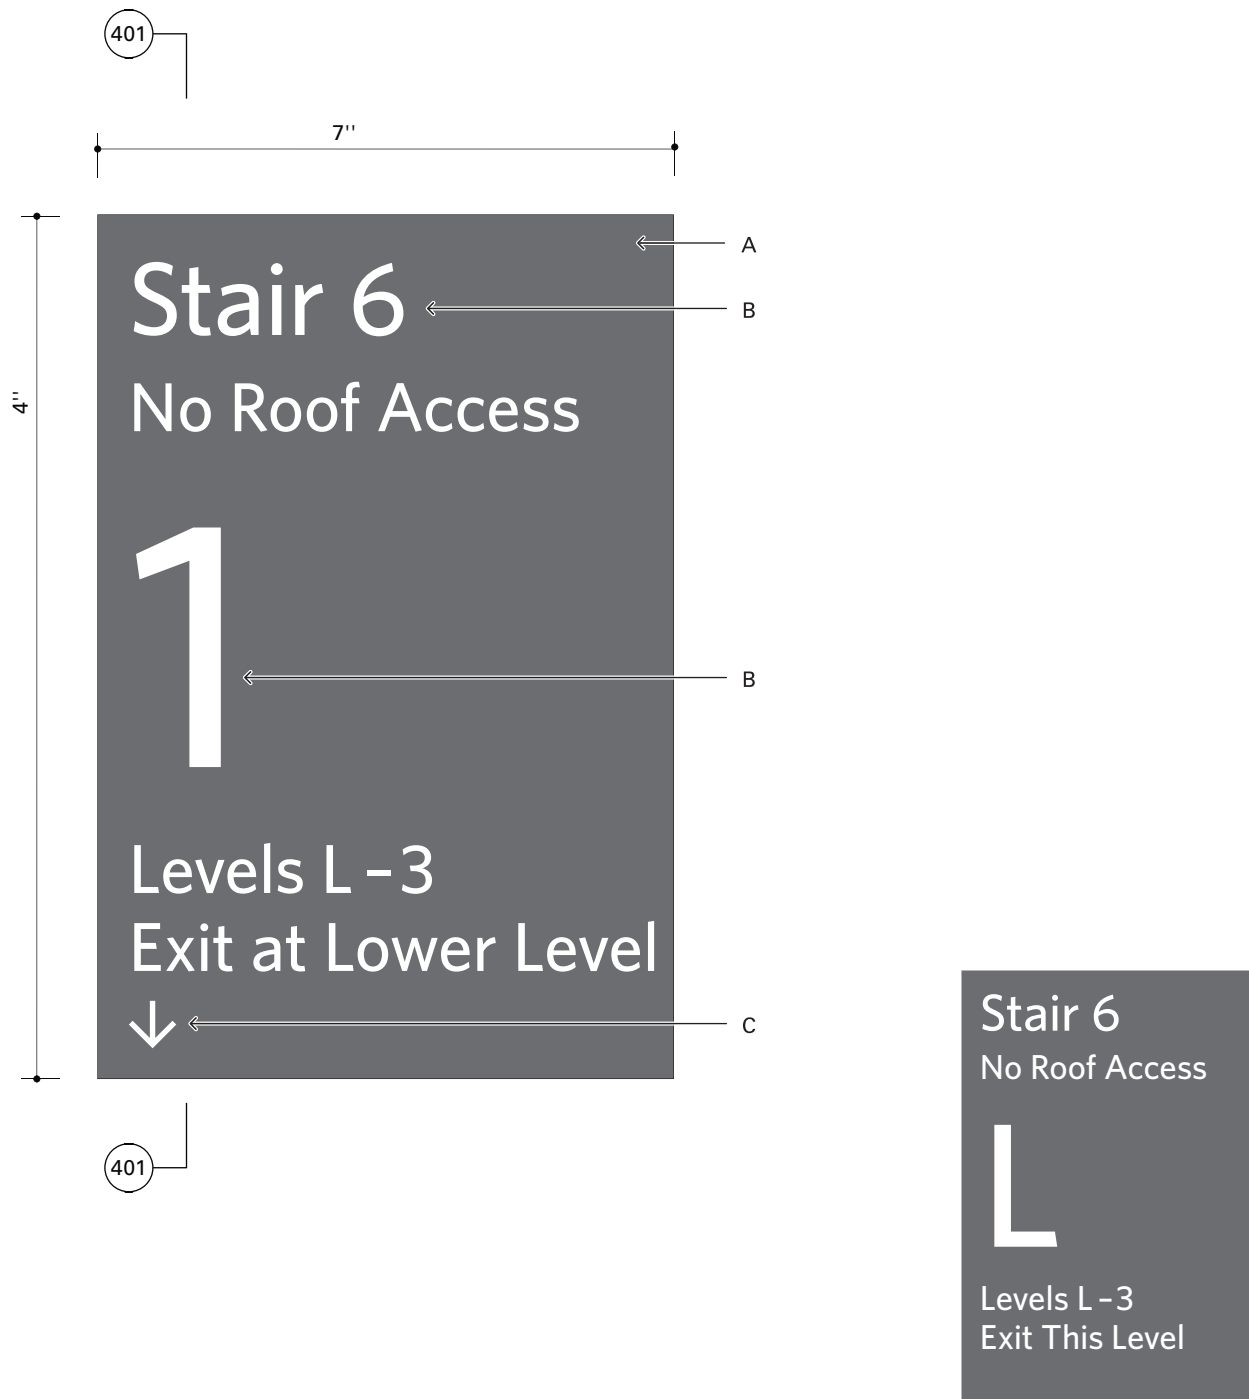 401
7''
A
Stair 6
B
4''
No Roof Access
1
B
Levels L – 3
Exit at Lower Level
C
401
Stair 6
No Roof Access
L
Levels L – 3
Exit This Level